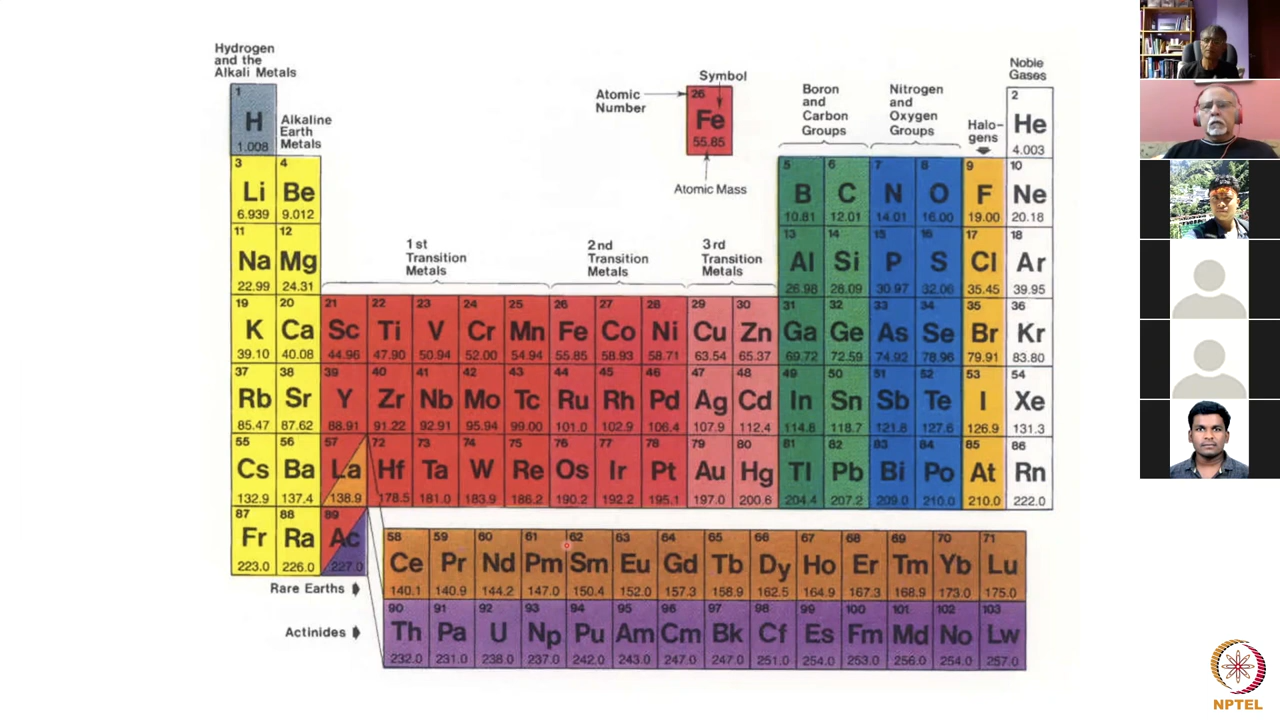 Hydrogen
and the
Alkali Metals
Alkaline
Earth
Metals
Symbol
Atomic
Number
26
Fe
55.85
Atomic Mass
Boron
and
Carbon
Groups
Nitrogen
and
Oxygen
Groups
Halo-
gens
Noble
Gases
1st
Transition
Metals
2nd
Transition
Metals
3rd
Transition
Metals
1 2
H He
1.008 4.003
3 4 5 6 7 8 9 10
Li Be B C N O F Ne
6.939 9.012 10.81 12.01 14.01 16.00 19.00 20.18
11 12 13 14 15 16 17 18
Na Mg Al Si P S Cl Ar
22.99 24.31 26.98 28.09 30.97 32.06 35.45 39.95
19 20 21 22 23 24 25 26 27 28 29 30 31 32 33 34 35 36
K Ca Sc Ti V Cr Mn Fe Co Ni Cu Zn Ga Ge As Se Br Kr
39.10 40.08 44.96 47.90 50.94 52.00 54.94 55.85 58.93 58.71 63.54 65.37 69.72 72.59 74.92 78.96 79.91 83.80
37 38 39 40 41 42 43 44 45 46 47 48 49 50 51 52 53 54
Rb Sr Y Zr Nb Mo Tc Ru Rh Pd Ag Cd In Sn Sb Te I Xe
85.47 87.62 88.91 91.22 92.91 95.94 99.00 101.0 102.9 106.4 107.9 112.4 114.8 118.7 121.8 127.6 126.9 131.3
55 56 57 72 73 74 75 76 77 78 79 80 81 82 83 84 85 86
Cs Ba La Hf Ta W Re Os Ir Pt Au Hg Tl Pb Bi Po At Rn
132.9 137.4 138.9 178.5 181.0 183.9 186.2 190.2 192.2 195.1 197.0 200.6 204.4 207.2 209.0 210.0 210.0 222.0
87 88 89
Fr Ra Ac
223.0 226.0 227.0
Rare Earths
58 59 60 61 62 63 64 65 66 67 68 69 70 71
Ce Pr Nd Pm Sm Eu Gd Tb Dy Ho Er Tm Yb Lu
140.1 140.9 144.2 147.0 150.4 152.0 157.3 158.9 162.5 164.9 167.3 168.9 173.0 175.0
Actinides
90 91 92 93 94 95 96 97 98 99 100 101 102 103
Th Pa U Np Pu Am Cm Bk Cf Es Fm Md No Lw
232.0 231.0 238.0 237.0 242.0 243.0 247.0 247.0 251.0 254.0 253.0 256.0 254.0 257.0
NPTEL